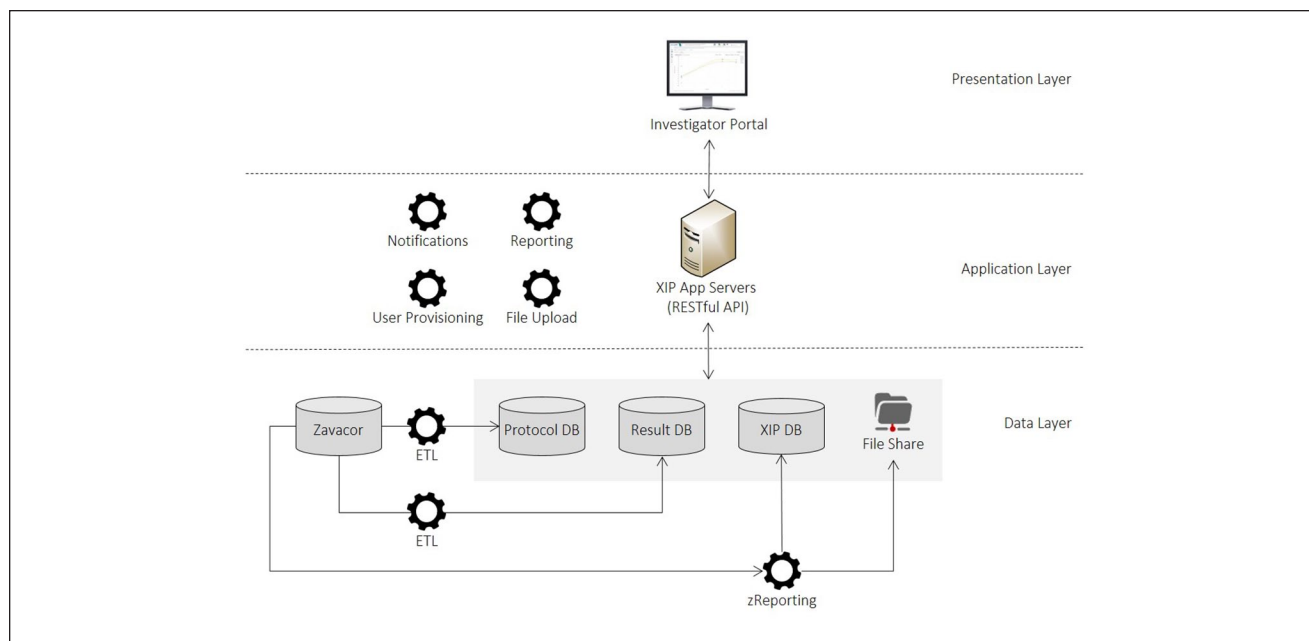 Presentation Layer
Investigator Portal
Notifications
Reporting
User Provisioning
File Upload
XIP App Servers
(RESTful API)
Application Layer
Zavacor
ETL
Protocol DB
Result DB
XIP DB
File Share
Data Layer
ETL
zReporting